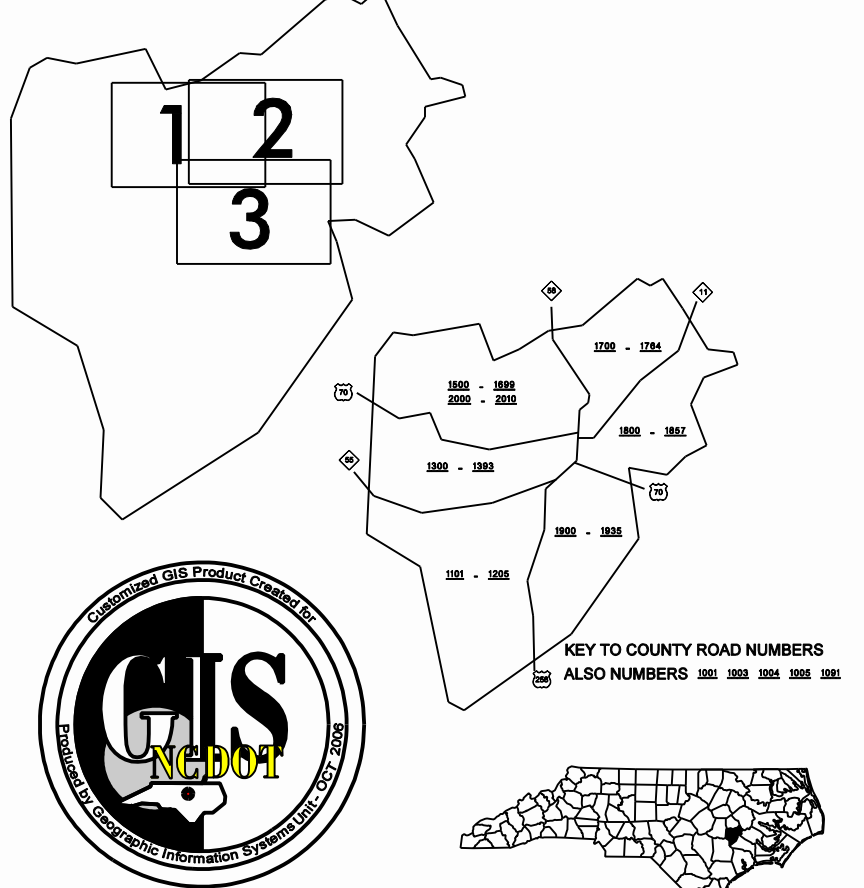 1
2
3
58
11
1700 - 1764
1500 - 1699
2000 - 2010
70
1800 - 1857
55
1300 - 1393
70
1900 - 1935
1101 - 1205
258
KEY TO COUNTY ROAD NUMBERS
ALSO NUMBERS 1001 1003 1004 1005 1091
Customized GIS Product Created for
GIS
NCDOT
Produced by Geographic Information Systems Unit - OCT 2006